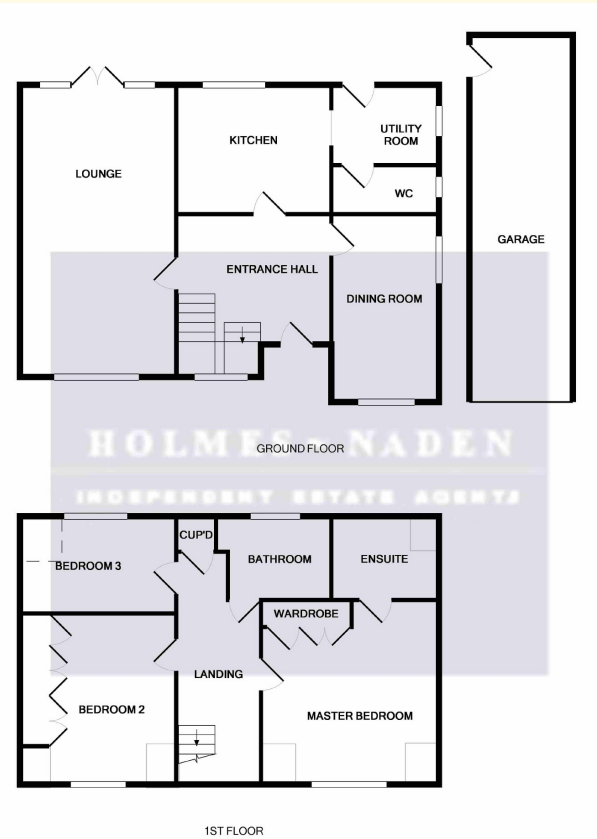 LOUNGE
KITCHEN
UTILITY
ROOM
WC
GARAGE
ENTRANCE HALL
DINING ROOM
HOLMES - NADEN
GROUND FLOOR
INDEPENDENT ESTATE AGENTS
CUP'D
BEDROOM 3
BATHROOM
ENSUITE
WARDROBE
LANDING
BEDROOM 2
MASTER BEDROOM
1ST FLOOR